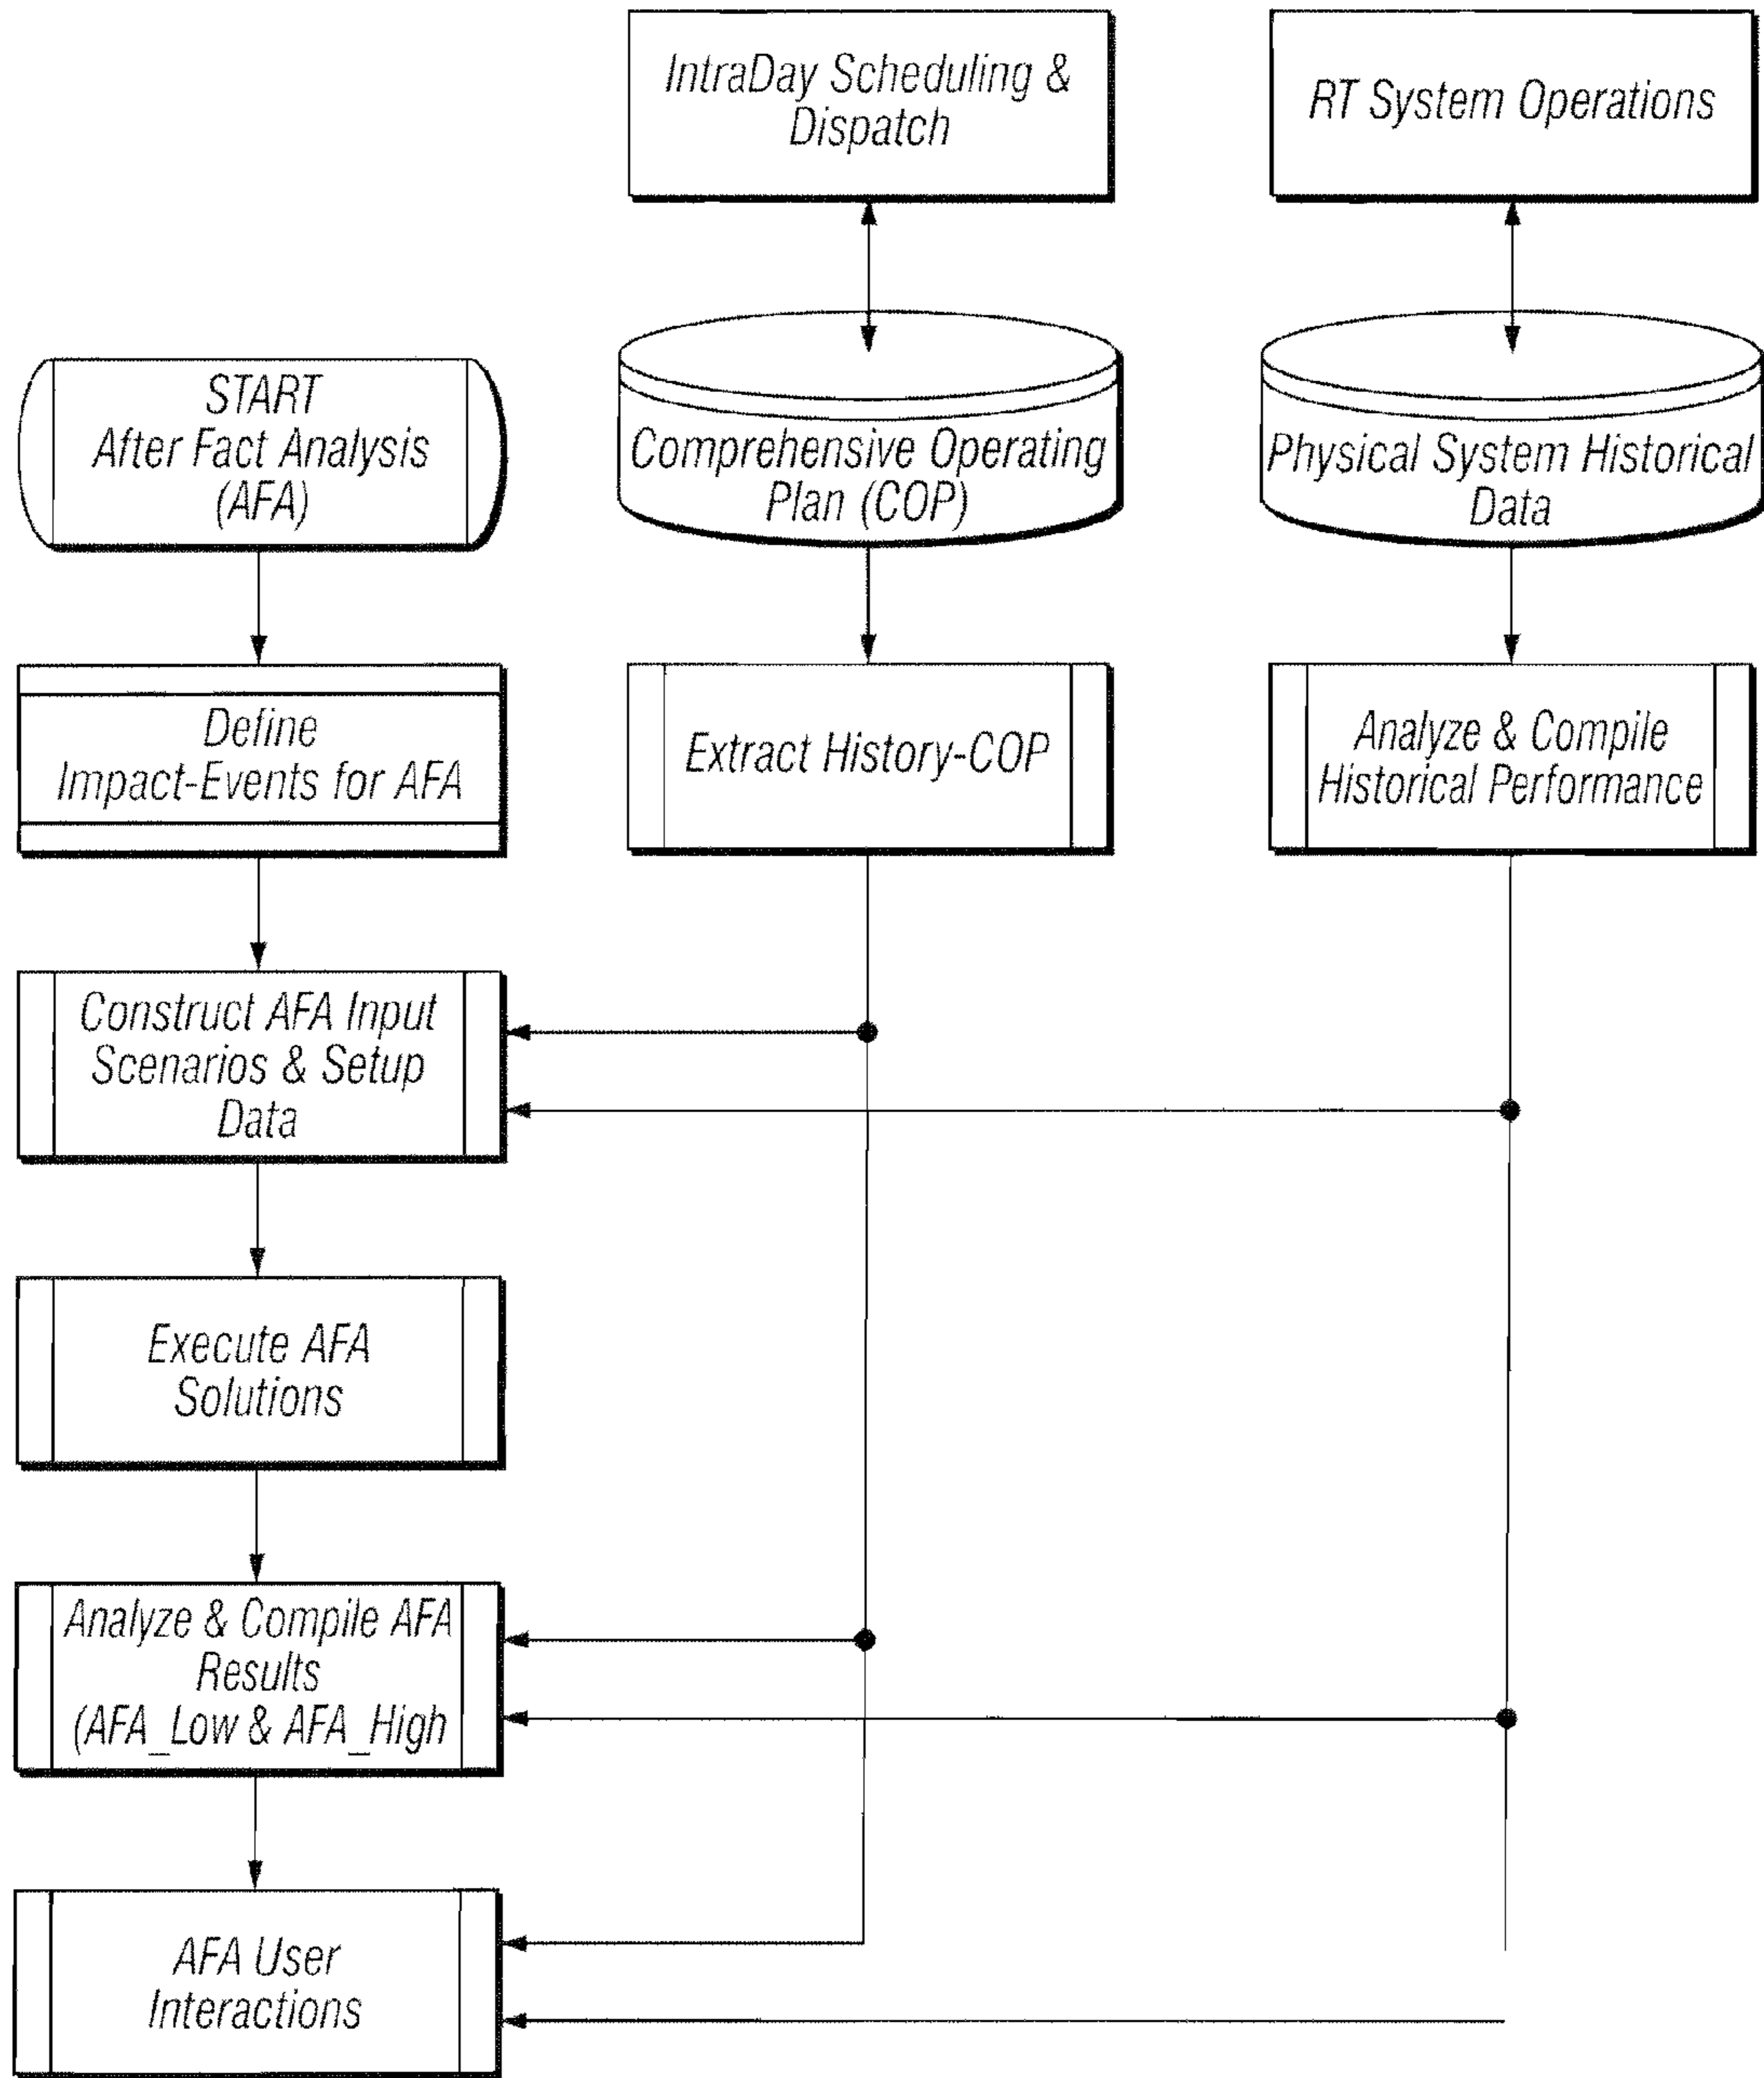 IntraDay Scheduling &
Dispatch
RT System Operations
START
After Fact Analysis
(AFA)
Comprehensive Operating
Plan (COP)
Physical System Historical
Data
Define
Impact-Events for AFA
Extract History-COP
Analyze & Compile
Historical Performance
Construct AFA Input
Scenarios & Setup
Data
Execute AFA
Solutions
Analyze & Compile AFA
Results
(AFA_Low & AFA_High
AFA User
Interactions